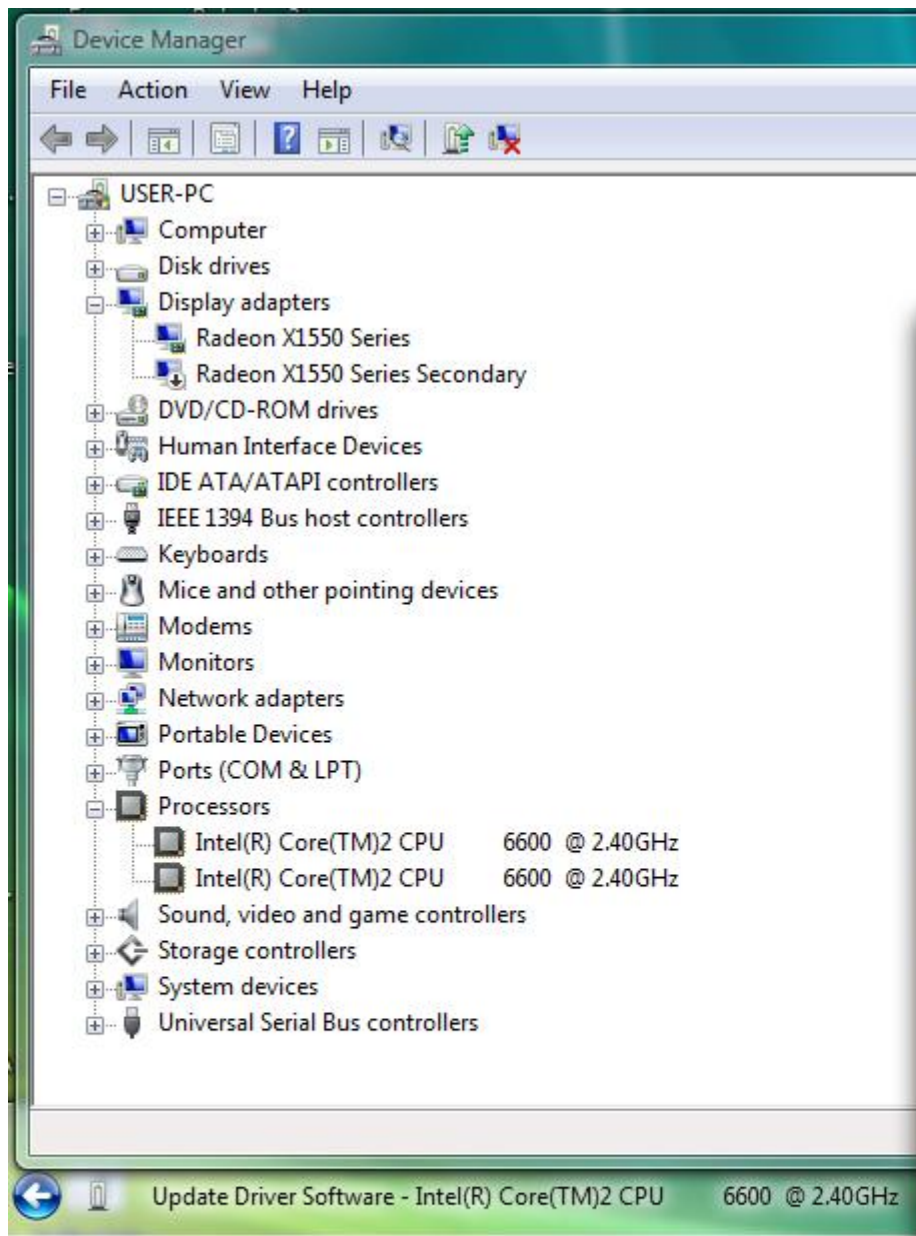 Device Manager
File Action View Help
USER-PC
Computer
Disk drives
Display adapters
Radeon X1550 Series
Radeon X1550 Series Secondary
DVD/CD-ROM drives
Human Interface Devices
IDE ATA/ATAPI controllers
IEEE 1394 Bus host controllers
Keyboards
Mice and other pointing devices
Modems
Monitors
Network adapters
Portable Devices
Ports (COM & LPT)
Processors
Intel(R) Core(TM)2 CPU 6600 @ 2.40GHz
Intel(R) Core(TM)2 CPU 6600 @ 2.40GHz
Sound, video and game controllers
Storage controllers
System devices
Universal Serial Bus controllers
Update Driver Software - Intel(R) Core(TM)2 CPU 6600 @ 2.40GHz